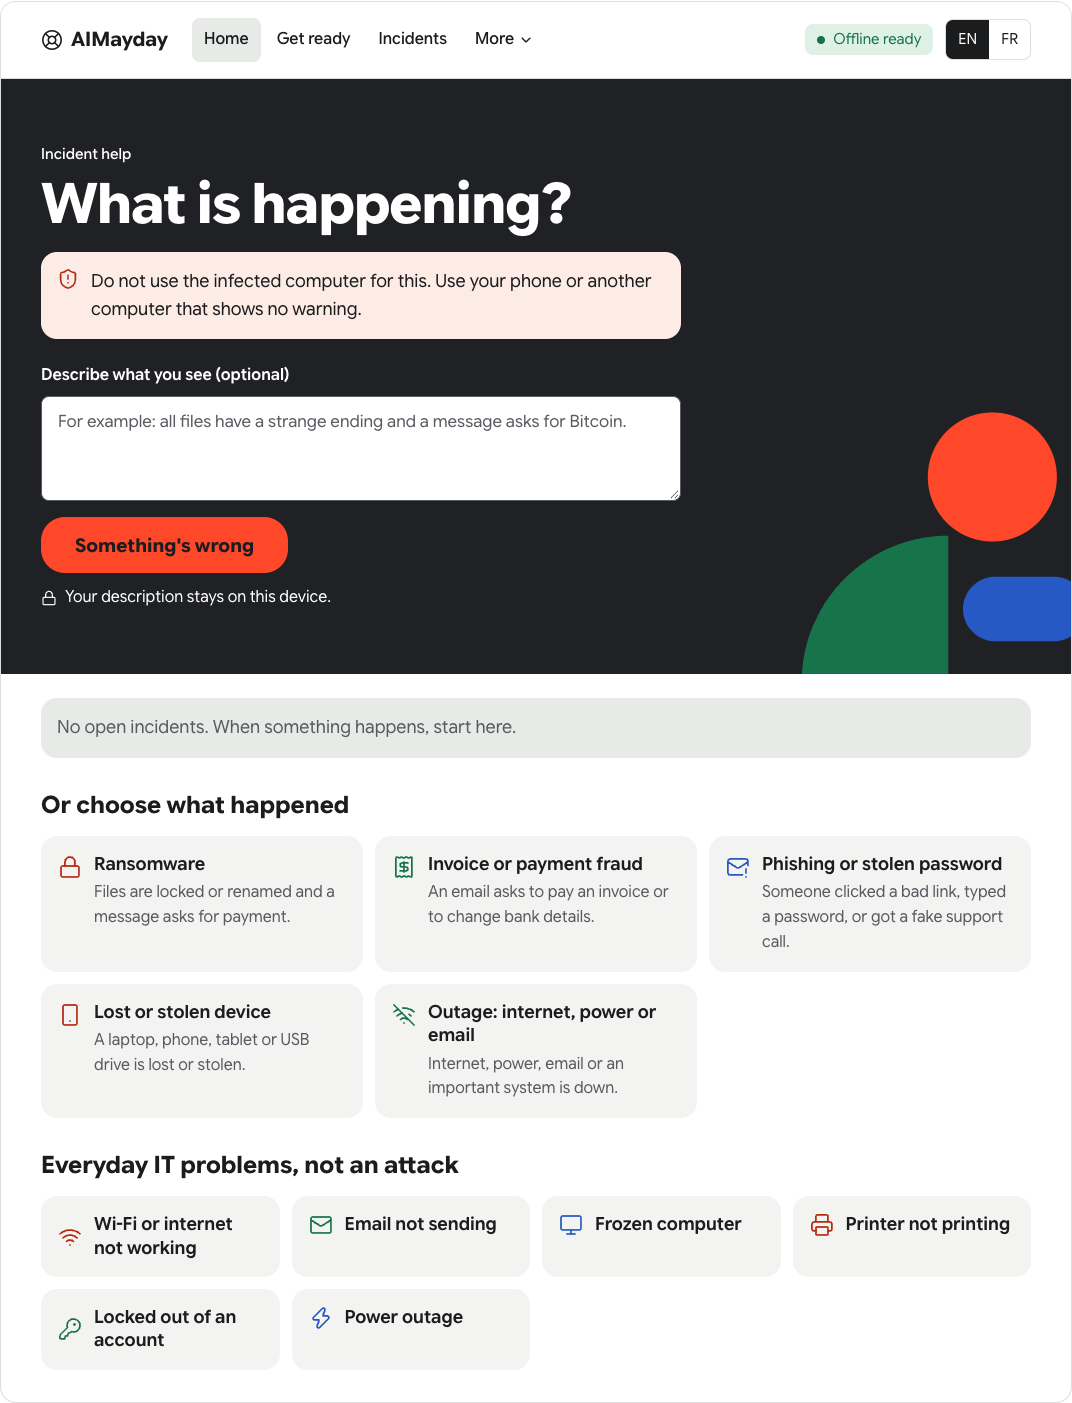 AIMayday
Home
Get ready
Incidents
More
Offline ready
EN
FR
Incident help
What is happening?
Do not use the infected computer for this. Use your phone or another
computer that shows no warning.
Describe what you see (optional)
For example: all files have a strange ending and a message asks for Bitcoin.
Something's wrong
Your description stays on this device.
No open incidents. When something happens, start here.
Or choose what happened
Ransomware
Files are locked or renamed and a
message asks for payment.
Invoice or payment fraud
An email asks to pay an invoice or
to change bank details.
Phishing or stolen password
Someone clicked a bad link, typed
a password, or got a fake support
call.
Lost or stolen device
A laptop, phone, tablet or USB
drive is lost or stolen.
Outage: internet, power or
email
Internet, power, email or an
important system is down.
Everyday IT problems, not an attack
Wi-Fi or internet
not working
Email not sending
Frozen computer
Printer not printing
Locked out of an
account
Power outage